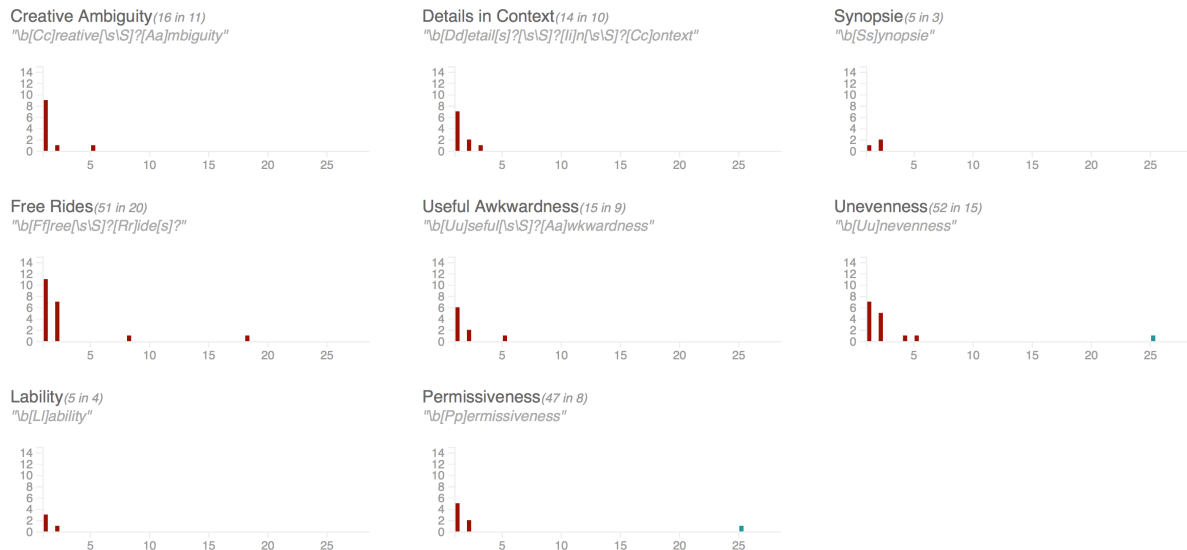 Creative Ambiguity(16 in 11)
"\b[Cc]reative[\s\S]?[Aa]mbiguity"
14
12
10
8
6
4
2
0
5 10 15 20 25
Details in Context(14 in 10)
"\b[Dd]etail[s]?[\s\S]?[Ii]n[\s\S]?[Cc]ontext"
14
12
10
8
6
4
2
0
5 10 15 20 25
Synopsie(5 in 3)
"\b[Ss]ynopsie"
14
12
10
8
6
4
2
0
5 10 15 20 25
Free Rides(51 in 20)
"\b[Ff]ree[\s\S]?[Rr]ide[s]?"
14
12
10
8
6
4
2
0
5 10 15 20 25
Useful Awkwardness(15 in 9)
"\b[Uu]seful[\s\S]?[Aa]wkwardness"
14
12
10
8
6
4
2
0
5 10 15 20 25
Unevenness(52 in 15)
"\b[Uu]nevenness"
14
12
10
8
6
4
2
0
5 10 15 20 25
Lability(5 in 4)
"\b[Ll]ability"
14
12
10
8
6
4
2
0
5 10 15 20 25
Permissiveness(47 in 8)
"\b[Pp]ermissiveness"
14
12
10
8
6
4
2
0
5 10 15 20 25